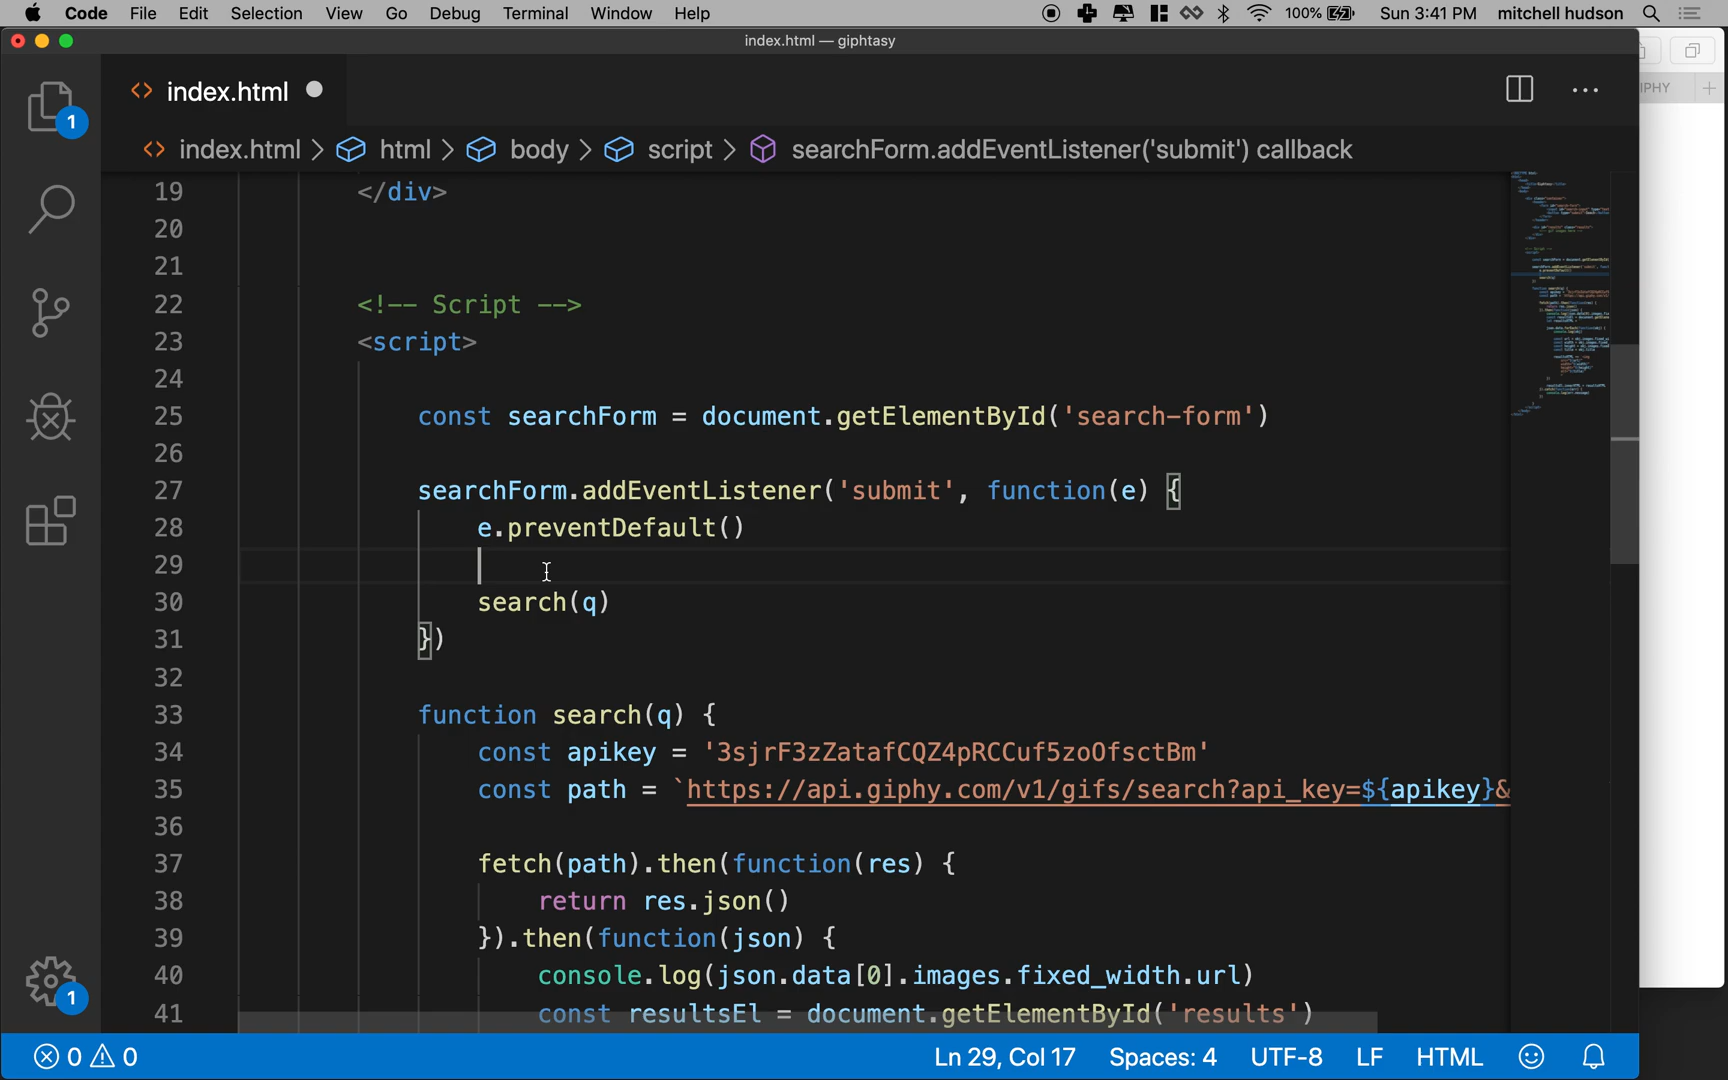 Code File Edit Selection View Go Debug Terminal Window Help 100% Sun 3:41 PM mitchell hudson
index.html — giphtasy
IPHY
index.html
index.html html body script searchForm.addEventListener('submit') callback
1
19 </div>
20
21
22 <!-- Script -->
23 <script>
24
25 const searchForm = document.getElementById('search-form')
26
27 searchForm.addEventListener('submit', function(e) {
28 e.preventDefault()
29
30 search(q)
31 })
32
33 function search(q) {
34 const apikey = '3sjrF3zZatafCQZ4pRCCuf5zoOfsctBm'
35 const path = `https://api.giphy.com/v1/gifs/search?api_key=${apikey}&
36
37 fetch(path).then(function(res) {
38 return res.json()
39 }).then(function(json) {
40 console.log(json.data[0].images.fixed_width.url)
41 const resultsEl = document.getElementById('results')
1
0 0 Ln 29, Col 17 Spaces: 4 UTF-8 LF HTML